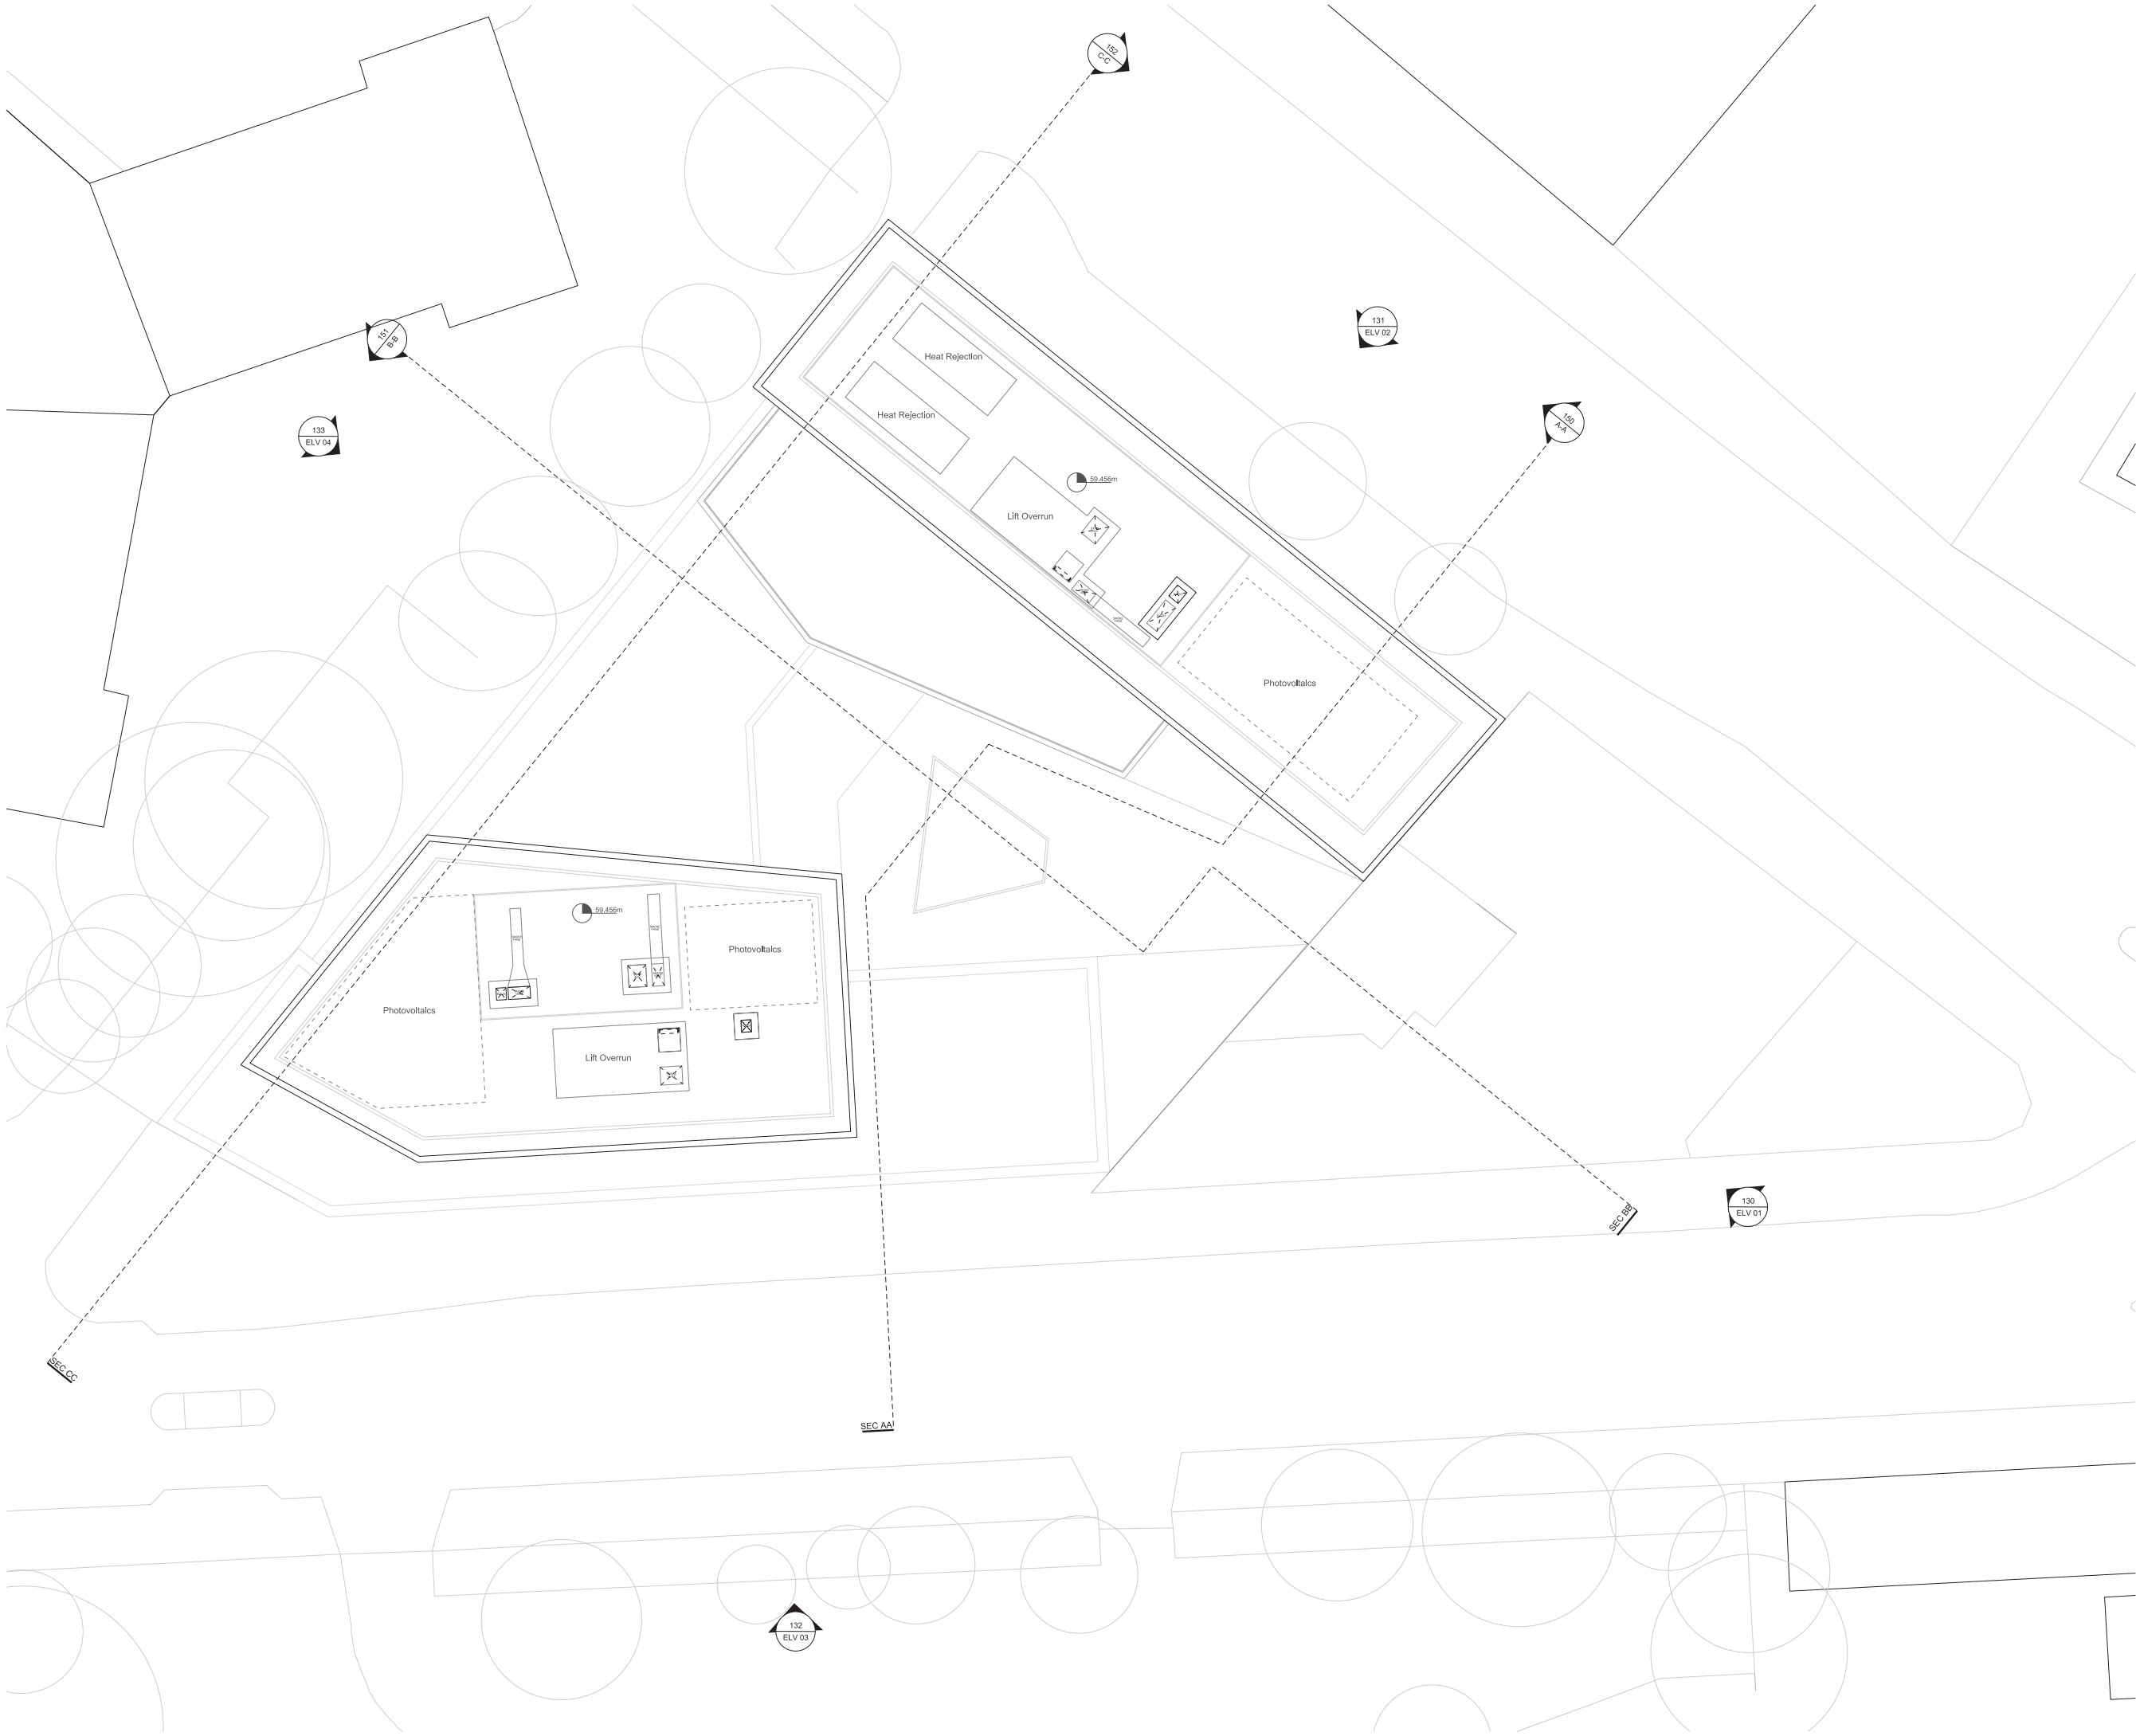 152
C-C
131
ELV 02
151
B-B
Heat Rejection
150
A-A
Heat Rejection
133
ELV 04
59.456m
Lift Overrun
Photovoltaics
59.456m
Photovoltaics
Photovoltaics
Lift Overrun
130
ELV 01
SEC BB
SEC CC
SEC AA
132
ELV 03